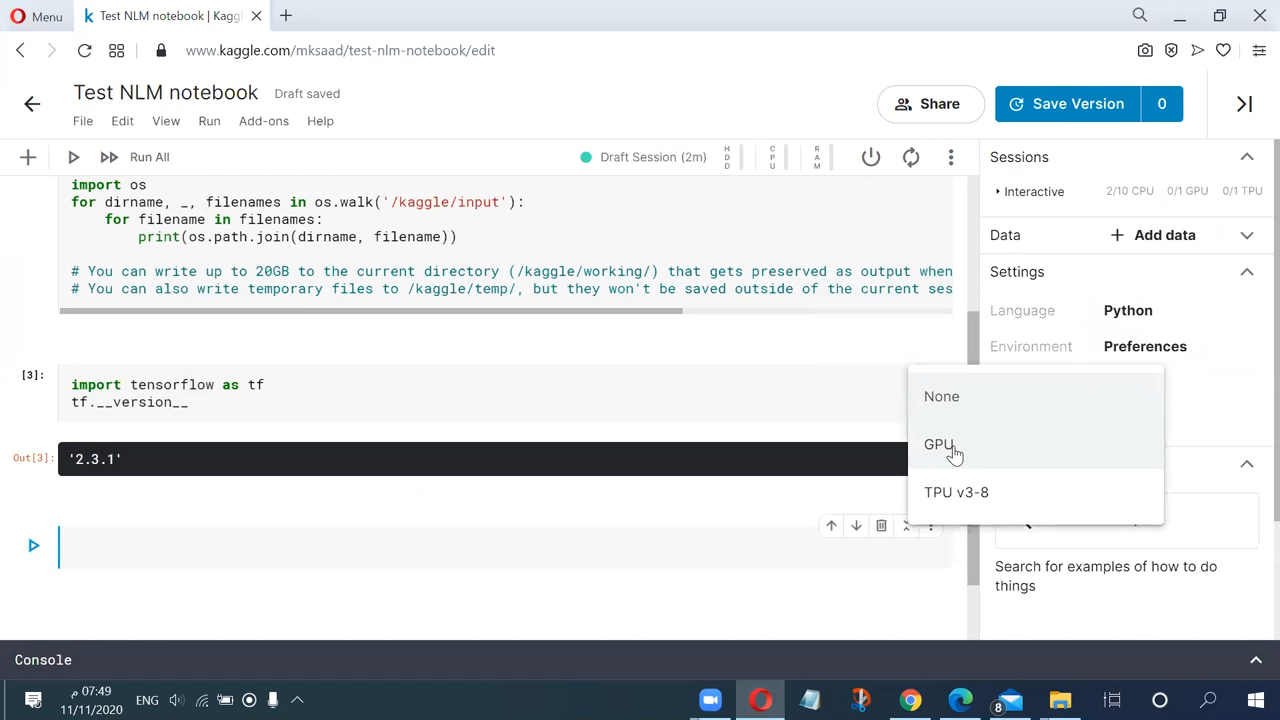 Menu
Test NLM notebook | Kagg
www.kaggle.com/mksaad/test-nlm-notebook/edit
Test NLM notebook
Draft saved
Share
Save Version
0
File
Edit
View
Run
Add-ons
Help
Run All
Draft Session (2m)
HDD
CPU
RAM
Sessions
Interactive
2/10 CPU 0/1 GPU 0/1 TPU
Data
+ Add data
Settings
Language Python
Environment Preferences
import os
for dirname, _, filenames in os.walk('/kaggle/input'):
for filename in filenames:
print(os.path.join(dirname, filename))
# You can write up to 20GB to the current directory (/kaggle/working/) that gets preserved as output when
# You can also write temporary files to /kaggle/temp/, but they won't be saved outside of the current ses
[3]:
import tensorflow as tf
tf.__version__
Out[3]:
'2.3.1'
None
GPU
TPU v3-8
Search for examples of how to do
things
Console
07:49 م
11/11/2020
ENG
8